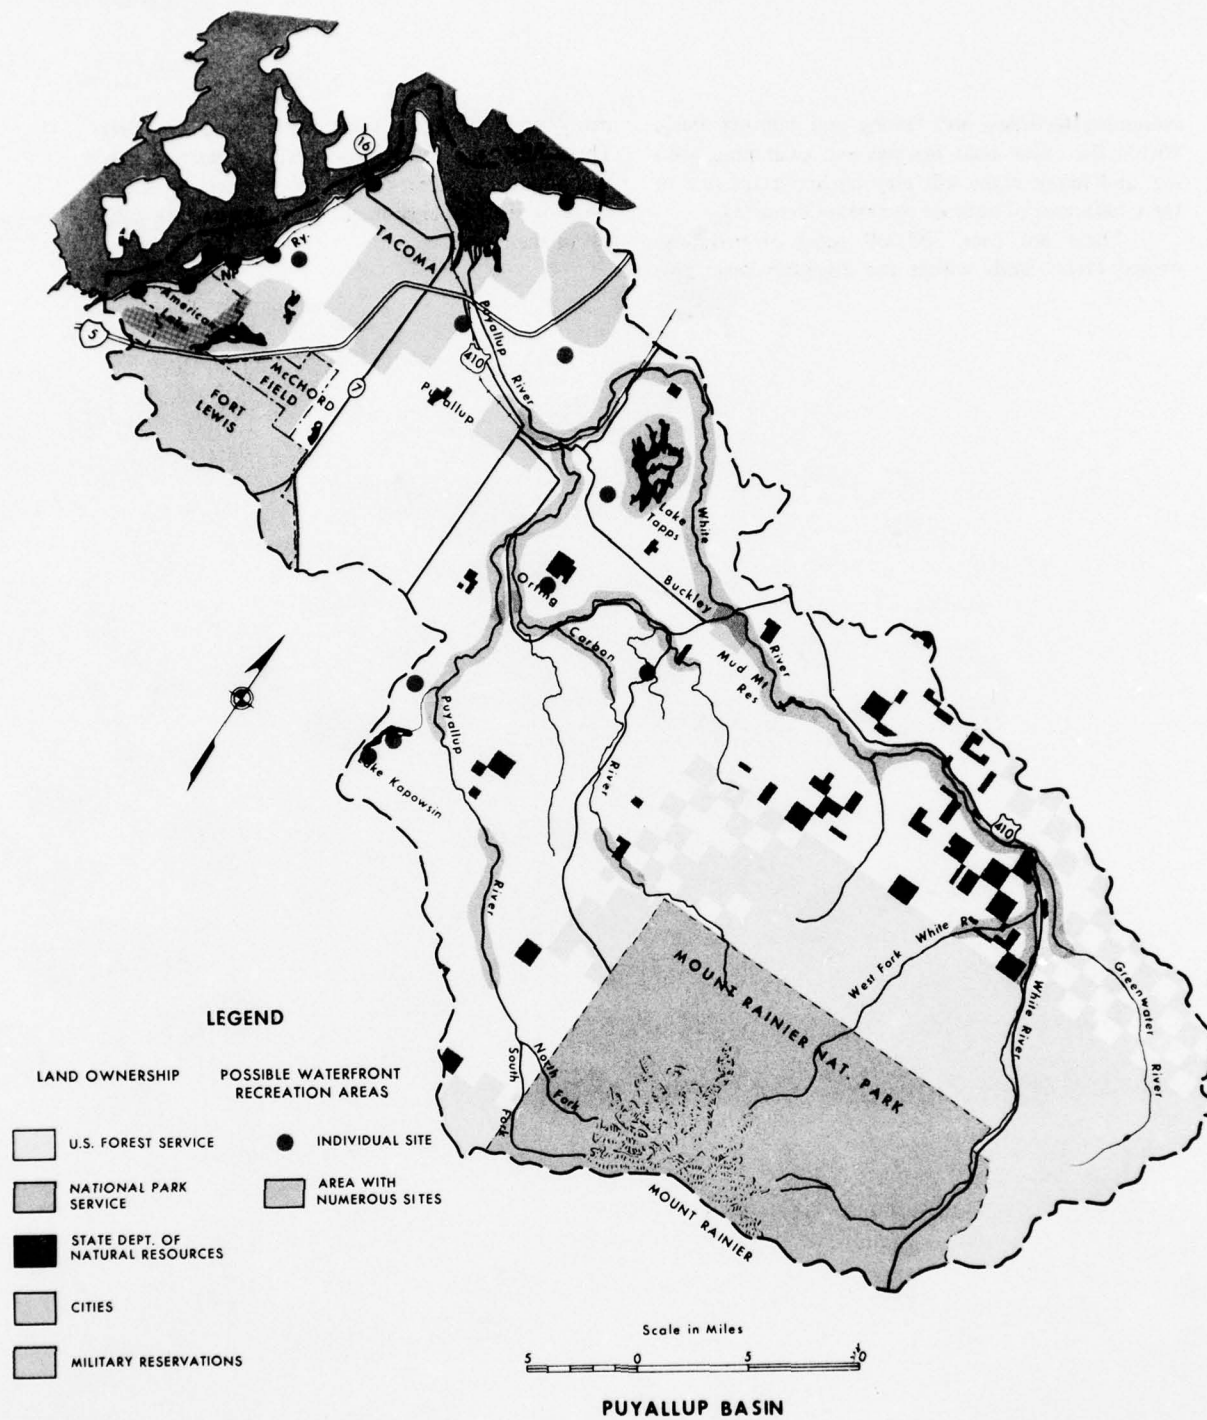 16
TACOMA
NP
RY.
American
Lake
5
McCHORD
FIELD
FORT
LEWIS
7
Puyallup
410
Puyallup
River
Lake
Tapps
White
Buckley
River
Orting
Carbon
Mud Mt
Res
Puyallup
Lake Kapowsin
River
River
410
West Fork White R
MOUNT RAINIER NAT. PARK
White River
Greenwater
River
South
Fork
North
Fork
MOUNT RAINIER
LEGEND
LAND OWNERSHIP
U.S. FOREST SERVICE
NATIONAL PARK
SERVICE
STATE DEPT. OF
NATURAL RESOURCES
CITIES
MILITARY RESERVATIONS
POSSIBLE WATERFRONT
RECREATION AREAS
INDIVIDUAL SITE
AREA WITH
NUMEROUS SITES
Scale in Miles
5 0 5 10
PUYALLUP BASIN